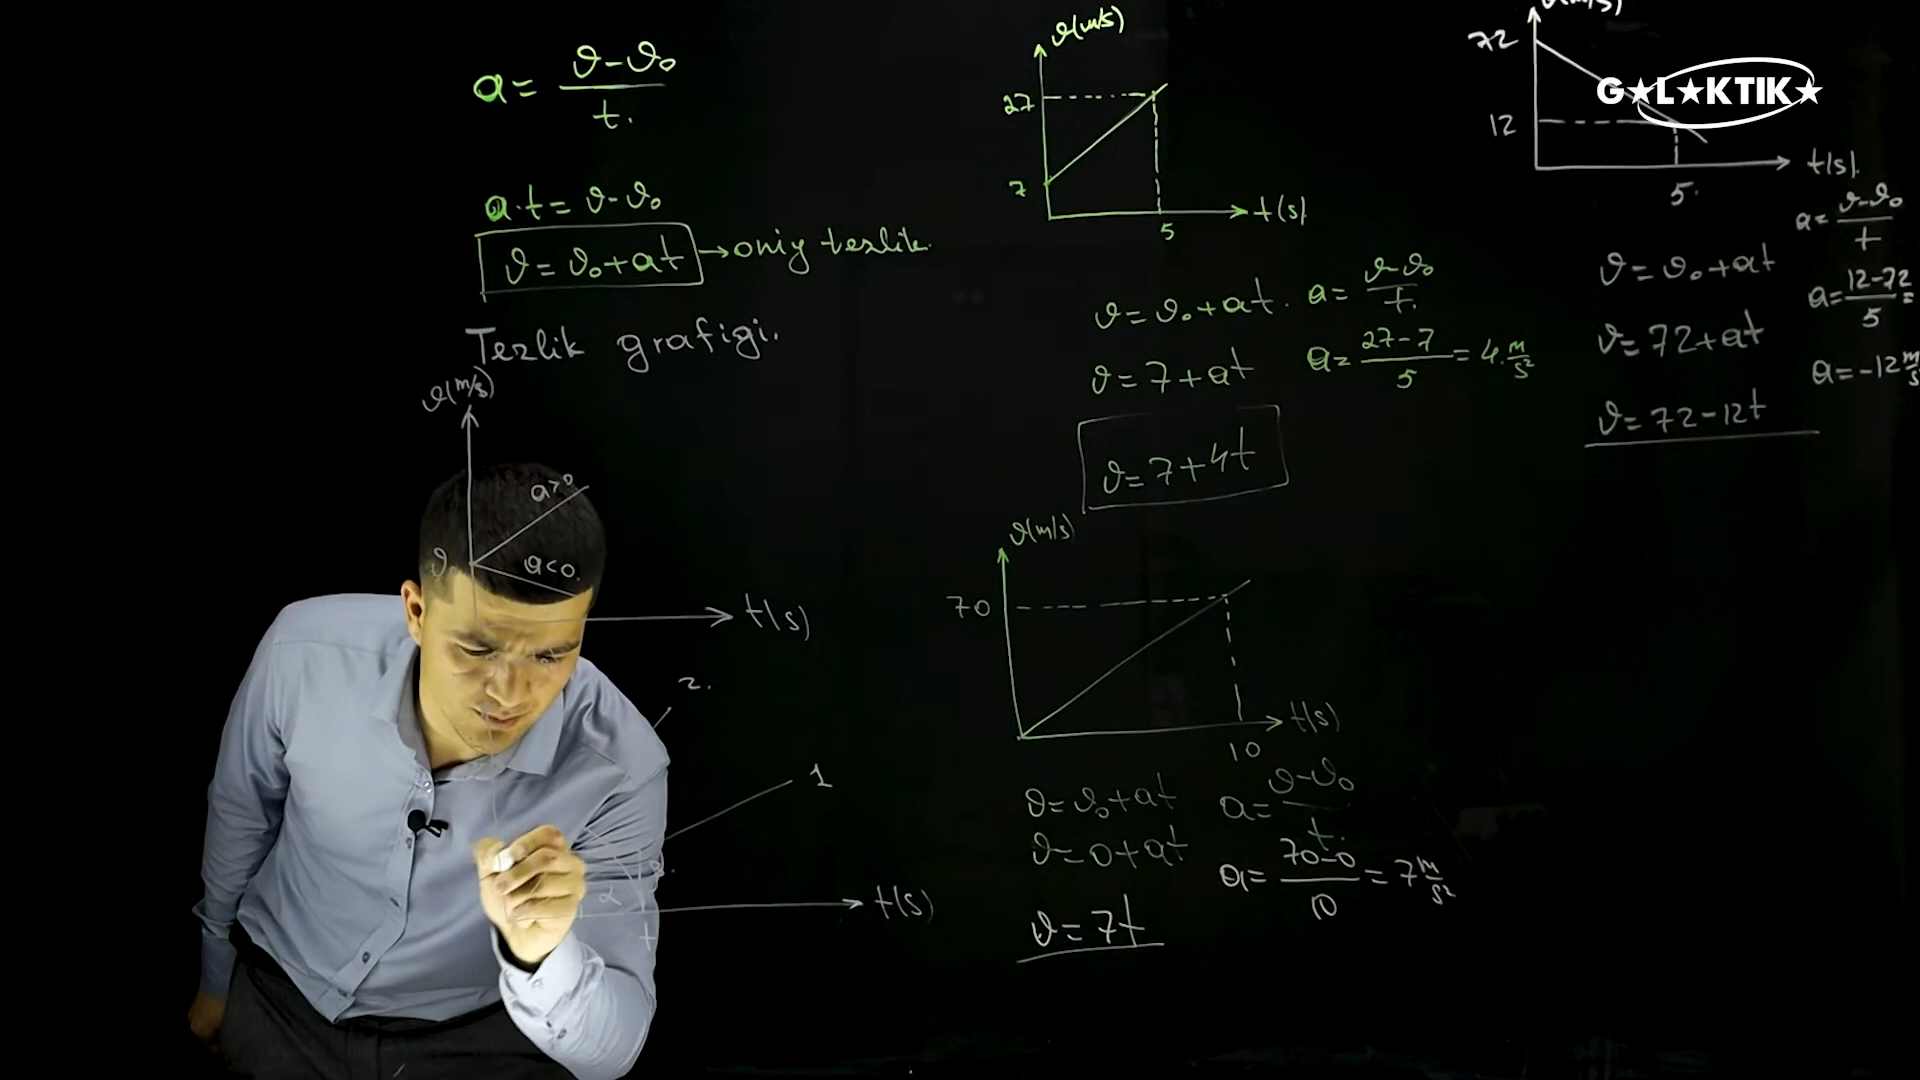 a = ϑ-ϑ₀ / t.
a·t = ϑ-ϑ₀
ϑ = ϑ₀+at → oniy tezlik.
Tezlik grafigi.
ϑ(m/s)
a>0
ϑ₀
a<0
t(s)
2.
1
α
t
t(s)
ϑ(m/s)
27
7
5
t(s)
ϑ = ϑ₀+at. a = ϑ-ϑ₀ / t.
ϑ = 7+at a = 27-7 / 5 = 4 m/s²
ϑ = 7+4t
ϑ(m/s)
70
10
t(s)
ϑ = ϑ₀+at a = ϑ-ϑ₀ / t.
ϑ = 0+at a = 70-0 / 10 = 7 m/s²
ϑ = 7t
72
G★L★KTIK★
12
5.
t(s).
a = ϑ-ϑ₀ / t
ϑ = ϑ₀+at
a = 12-72 / 5 =
ϑ = 72+at
a = -12 m/s
ϑ = 72-12t